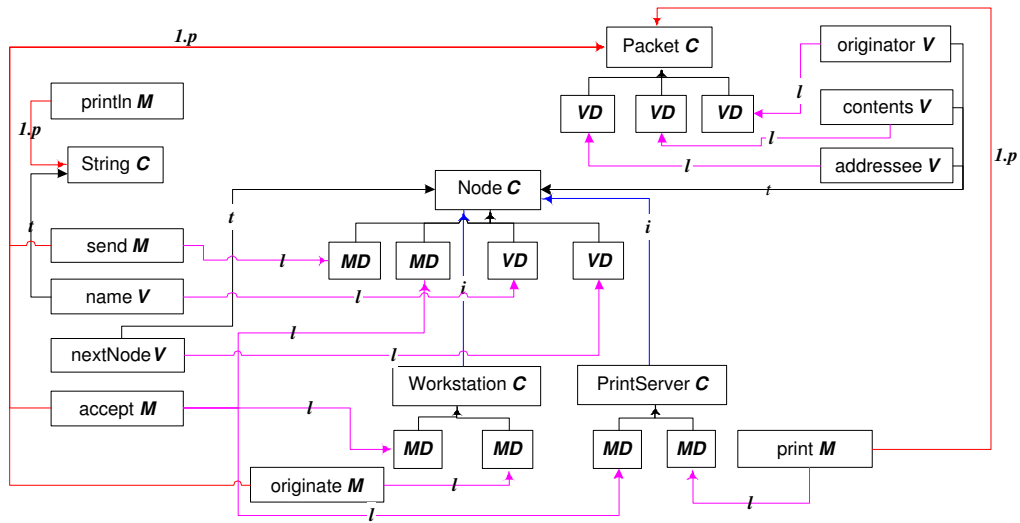 1.p
Packet C
originator V
println M
l
contents V
VD
VD
VD
l
1.p
String C
l
addressee V
1.p
Node C
t
t
t
i
send M
l
MD
MD
VD
VD
name V
l
i
l
nextNode V
l
Workstation C
PrintServer C
accept M
l
MD
MD
MD
MD
print M
originate M
l
l
l